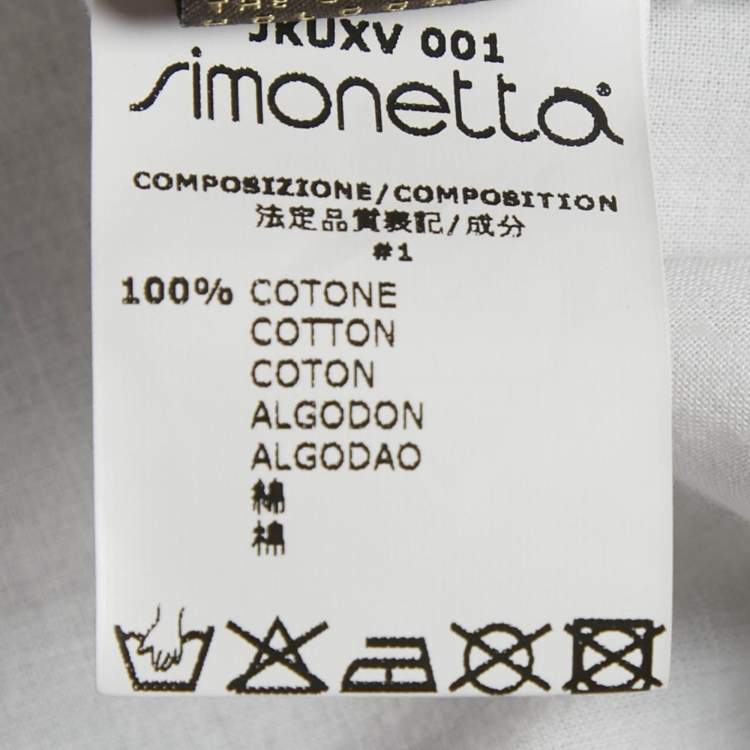 JKUXV 001
simonetta®
COMPOSIZIONE/COMPOSITION
法定品質表記/成分
#1
100% COTONE
COTTON
COTON
ALGODON
ALGODAO
綿
棉